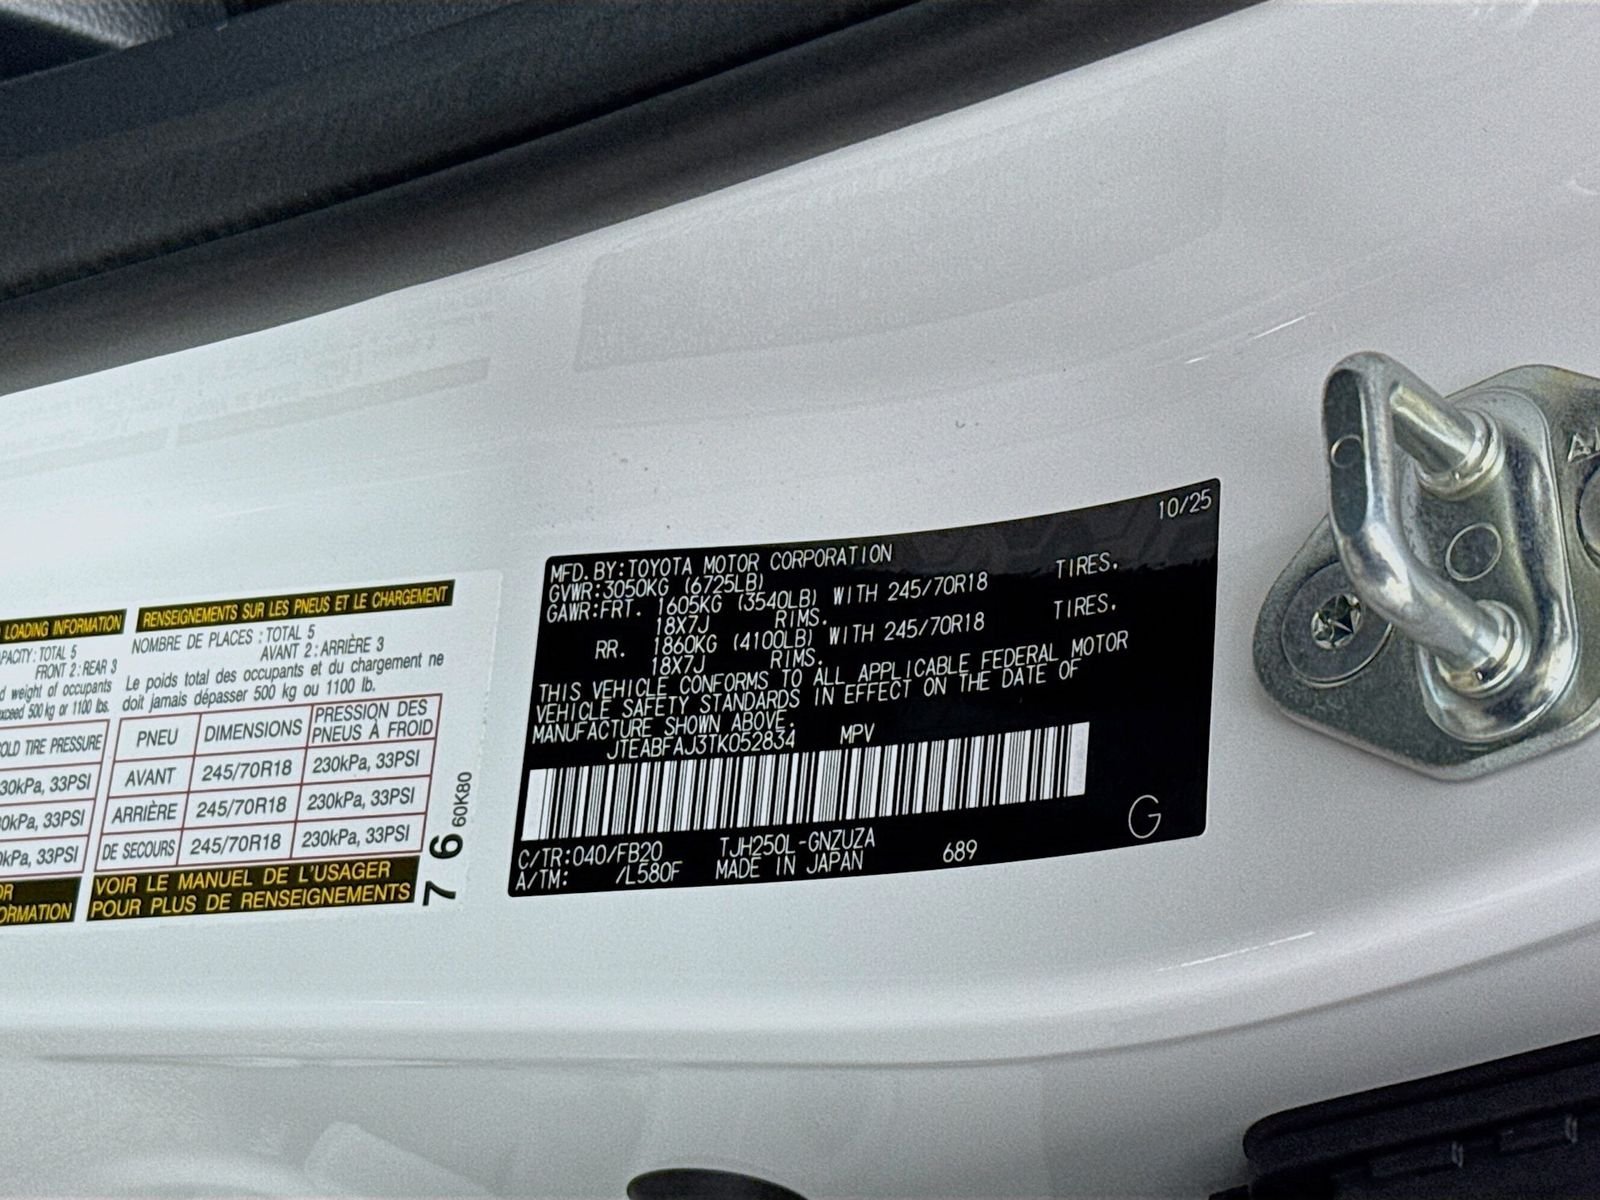 LOADING INFORMATION
TOTAL 5
FRONT 2: REAR 3
weight of occupants
500 kg or 1100 lbs.
TIRE PRESSURE
33PSI
33PSI
33PSI
RENSEIGNEMENTS SUR LES PNEUS ET LE CHARGEMENT
NOMBRE DE PLACES : TOTAL 5
AVANT 2 : ARRIÈRE 3
Le poids total des occupants et du chargement ne
doit jamais dépasser 500 kg ou 1100 lb.
PNEU DIMENSIONS PRESSION DES PNEUS À FROID
AVANT 245/70R18 230kPa, 33PSI
ARRIÈRE 245/70R18 230kPa, 33PSI
DE SECOURS 245/70R18 230kPa, 33PSI
VOIR LE MANUEL DE L'USAGER
POUR PLUS DE RENSEIGNEMENTS
76 60K80
10/25
MFD.BY:TOYOTA MOTOR CORPORATION
GVWR:3050KG (6725LB)
GAWR:FRT. 1605KG (3540LB) WITH 245/70R18 TIRES.
18X7J RIMS.
RR. 1860KG (4100LB) WITH 245/70R18 TIRES.
18X7J RIMS.
THIS VEHICLE CONFORMS TO ALL APPLICABLE FEDERAL MOTOR
VEHICLE SAFETY STANDARDS IN EFFECT ON THE DATE OF
MANUFACTURE SHOWN ABOVE.
JTEABFAJ3TK052834 MPV
C/TR:040/FB20 TJH250L-GNZUZA 689
A/TM: /L580F MADE IN JAPAN
G